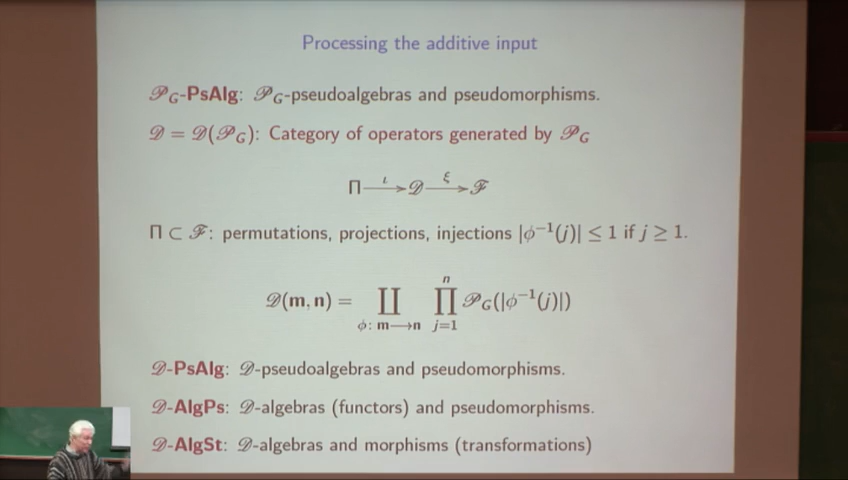 Processing the additive input
𝒫_G-PsAlg: 𝒫_G-pseudoalgebras and pseudomorphisms.
𝒟 = 𝒟(𝒫_G): Category of operators generated by 𝒫_G
Π —ι→ 𝒟 —ξ→ ℱ
Π ⊂ ℱ: permutations, projections, injections |ϕ⁻¹(j)| ≤ 1 if j ≥ 1.
𝒟(m, n) = ∐_{ϕ: m⟶n} ∏_{j=1}^{n} 𝒫_G(|ϕ⁻¹(j)|)
𝒟-PsAlg: 𝒟-pseudoalgebras and pseudomorphisms.
𝒟-AlgPs: 𝒟-algebras (functors) and pseudomorphisms.
𝒟-AlgSt: 𝒟-algebras and morphisms (transformations)